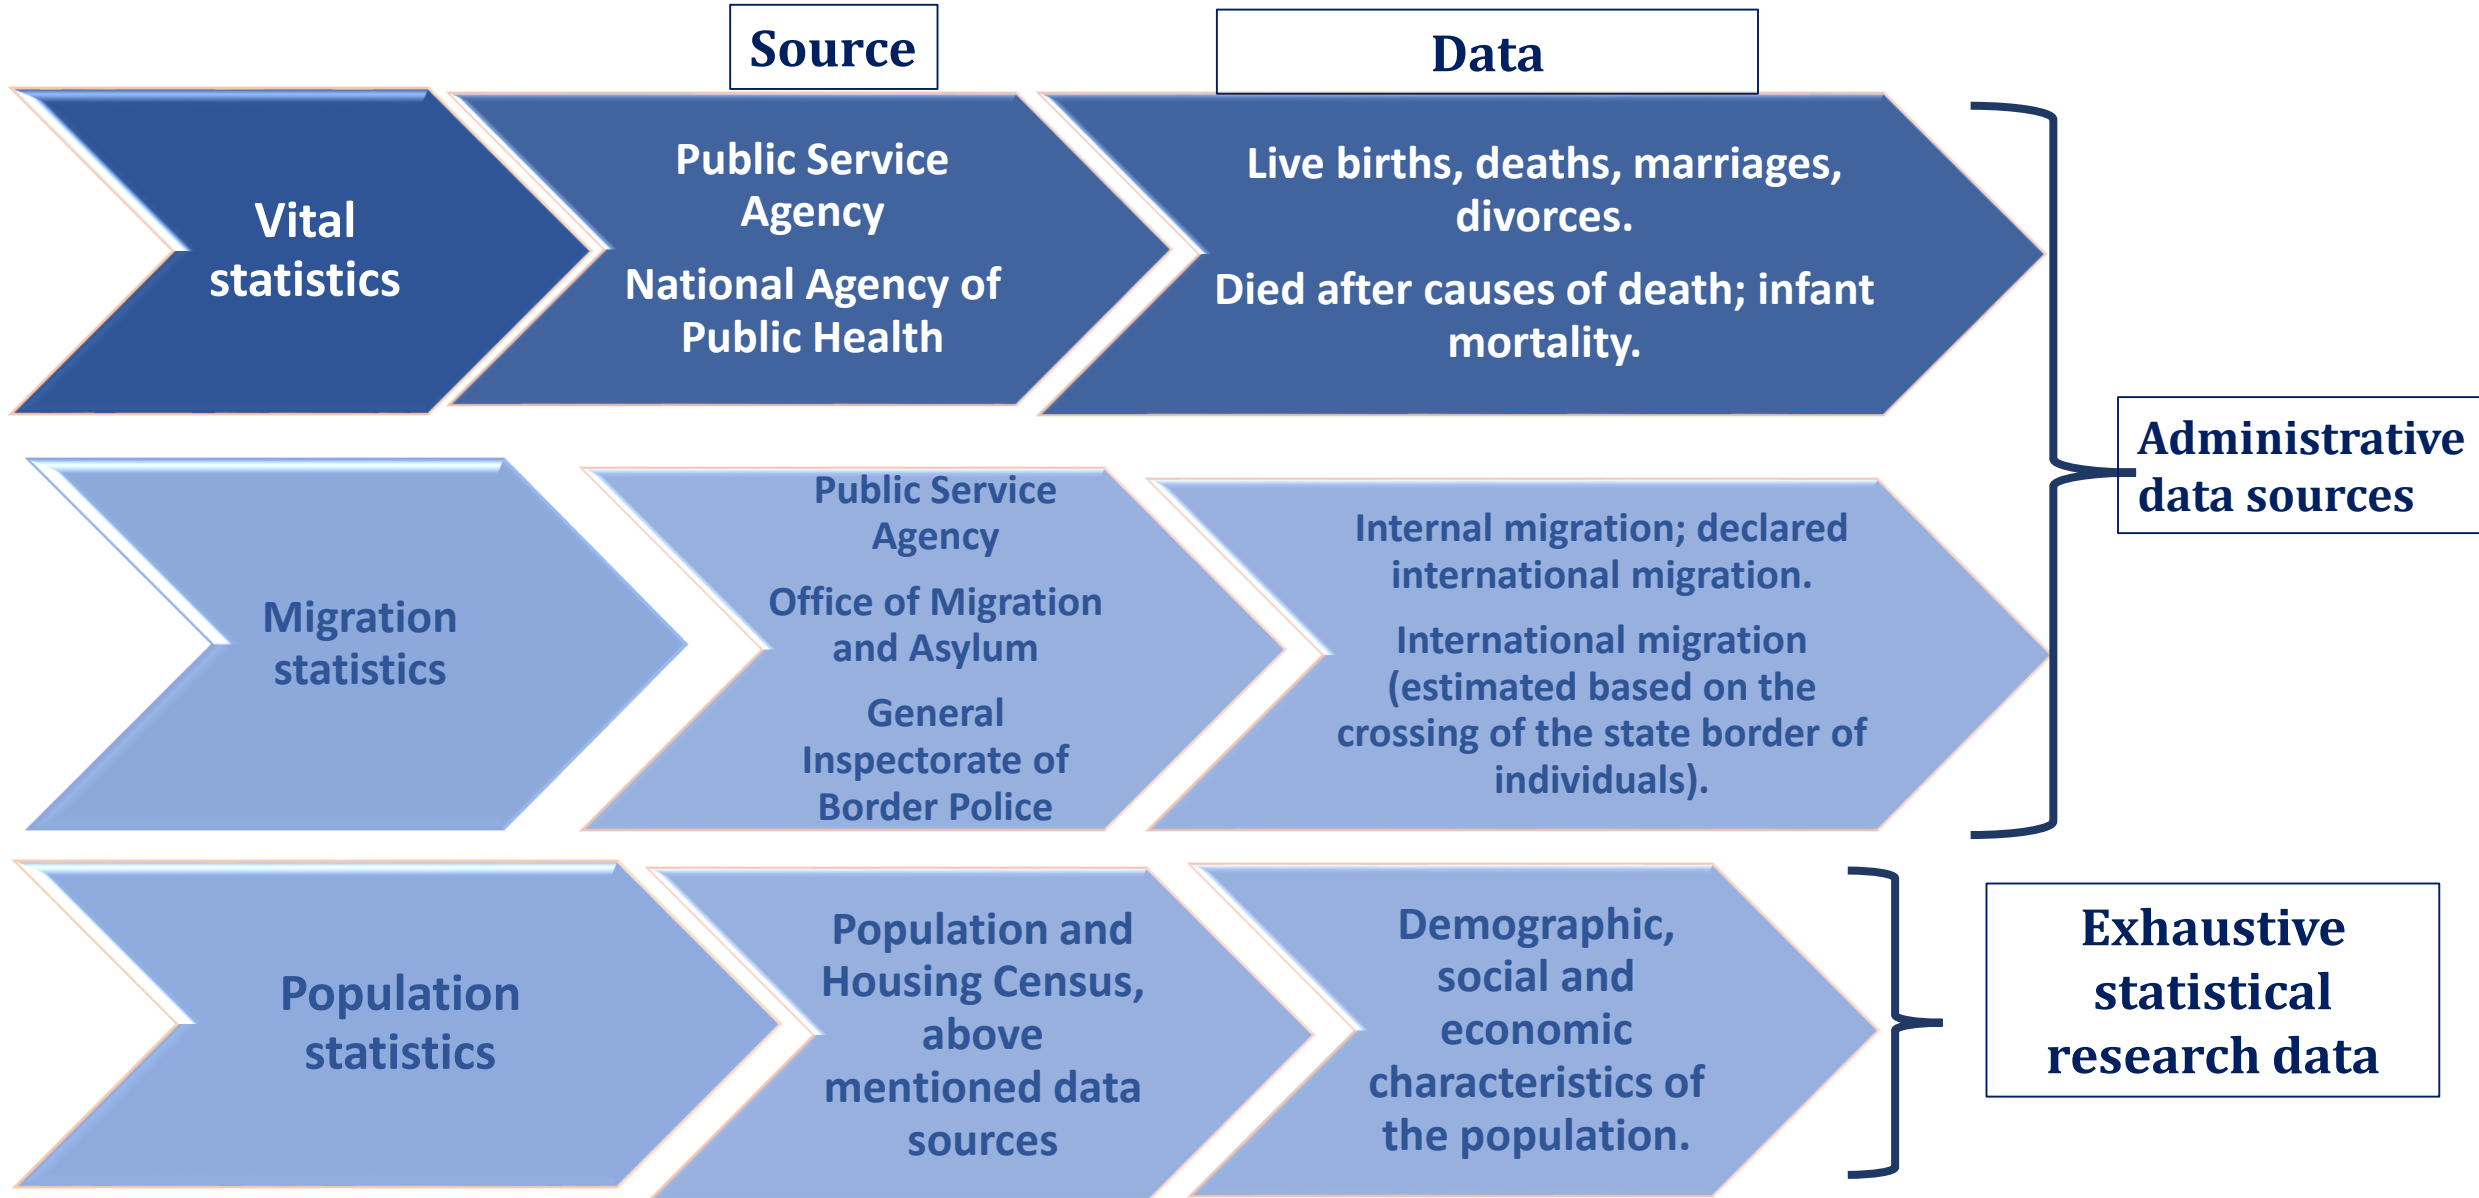 Source
Data
Vital
statistics
Public Service
Agency
National Agency of
Public Health
Live births, deaths, marriages,
divorces.
Died after causes of death; infant
mortality.
Administrative
data sources
Migration
statistics
Public Service
Agency
Office of Migration
and Asylum
General
Inspectorate of
Border Police
Internal migration; declared
international migration.
International migration
(estimated based on the
crossing of the state border of
individuals).
Population
statistics
Population and
Housing Census,
above
mentioned data
sources
Demographic,
social and
economic
characteristics of
the population.
Exhaustive
statistical
research data